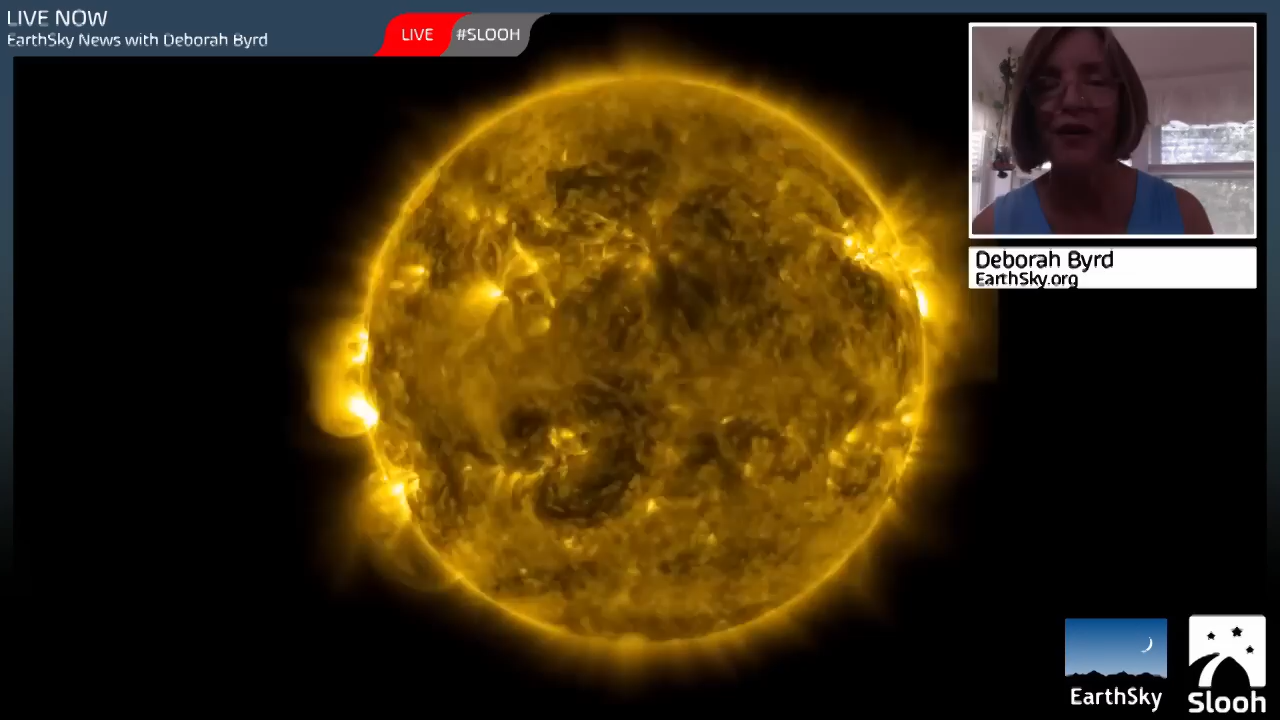 LIVE NOW
EarthSky News with Deborah Byrd
LIVE
#SLOOH
Deborah Byrd
EarthSky.org
EarthSky
Slooh